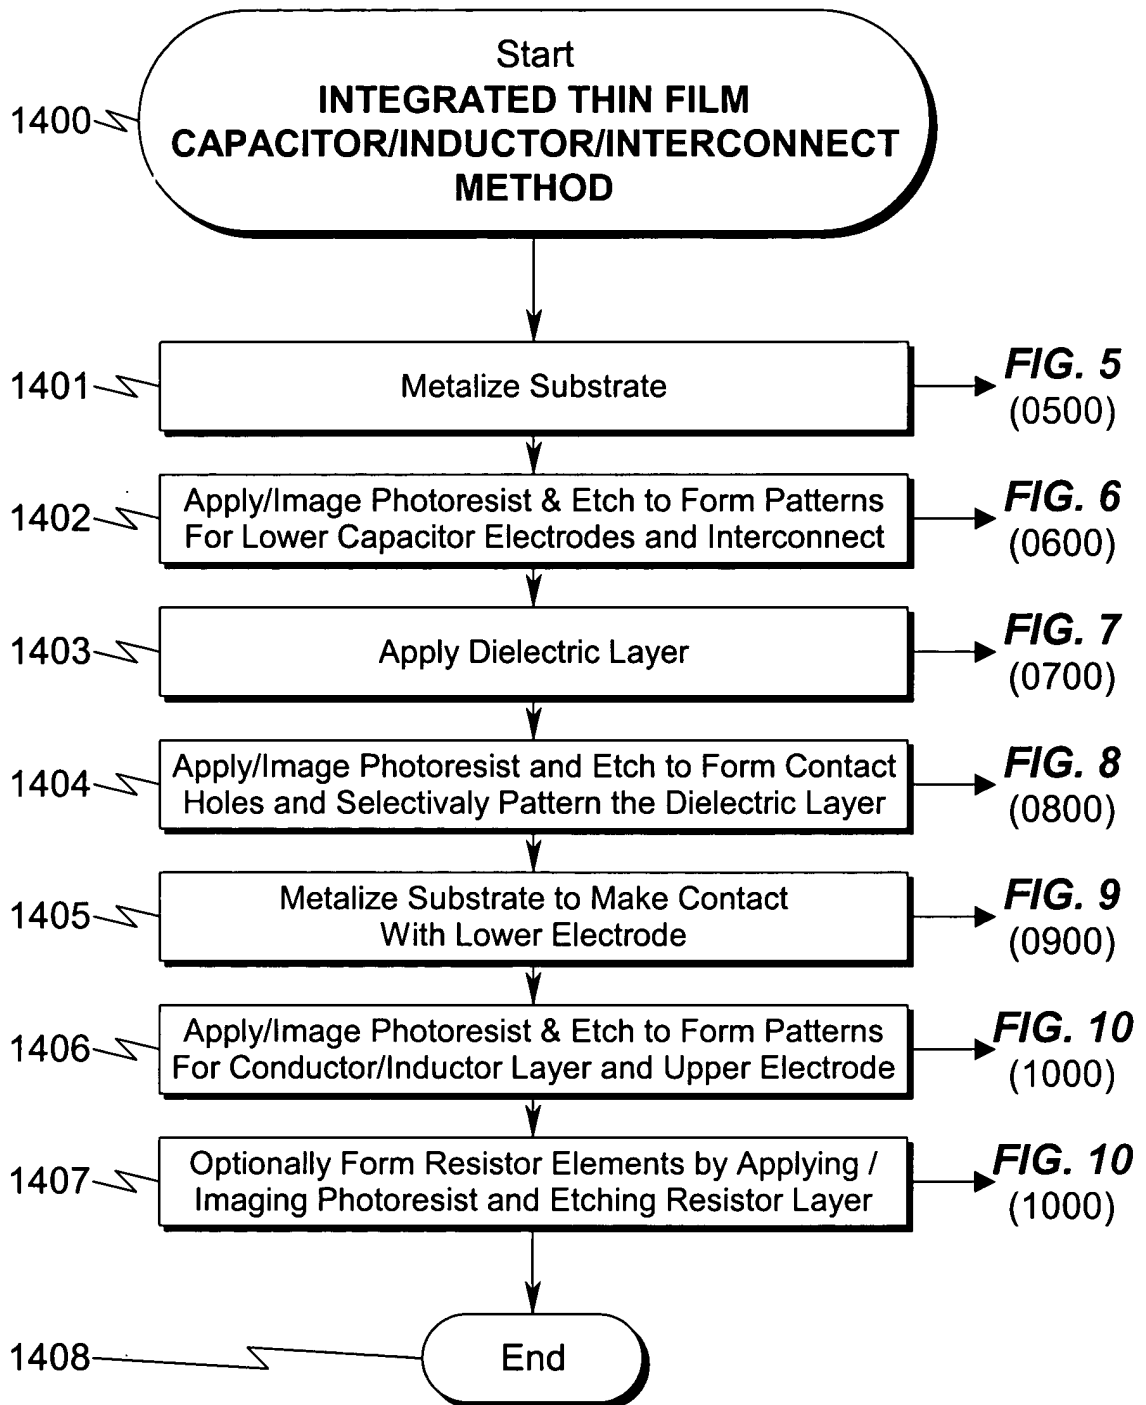 Start
INTEGRATED THIN FILM
CAPACITOR/INDUCTOR/INTERCONNECT
METHOD
1400
1401
Metalize Substrate
FIG. 5
(0500)
1402
Apply/Image Photoresist & Etch to Form Patterns
For Lower Capacitor Electrodes and Interconnect
FIG. 6
(0600)
1403
Apply Dielectric Layer
FIG. 7
(0700)
1404
Apply/Image Photoresist and Etch to Form Contact
Holes and Selectivaly Pattern the Dielectric Layer
FIG. 8
(0800)
1405
Metalize Substrate to Make Contact
With Lower Electrode
FIG. 9
(0900)
1406
Apply/Image Photoresist & Etch to Form Patterns
For Conductor/Inductor Layer and Upper Electrode
FIG. 10
(1000)
1407
Optionally Form Resistor Elements by Applying /
Imaging Photoresist and Etching Resistor Layer
FIG. 10
(1000)
1408
End